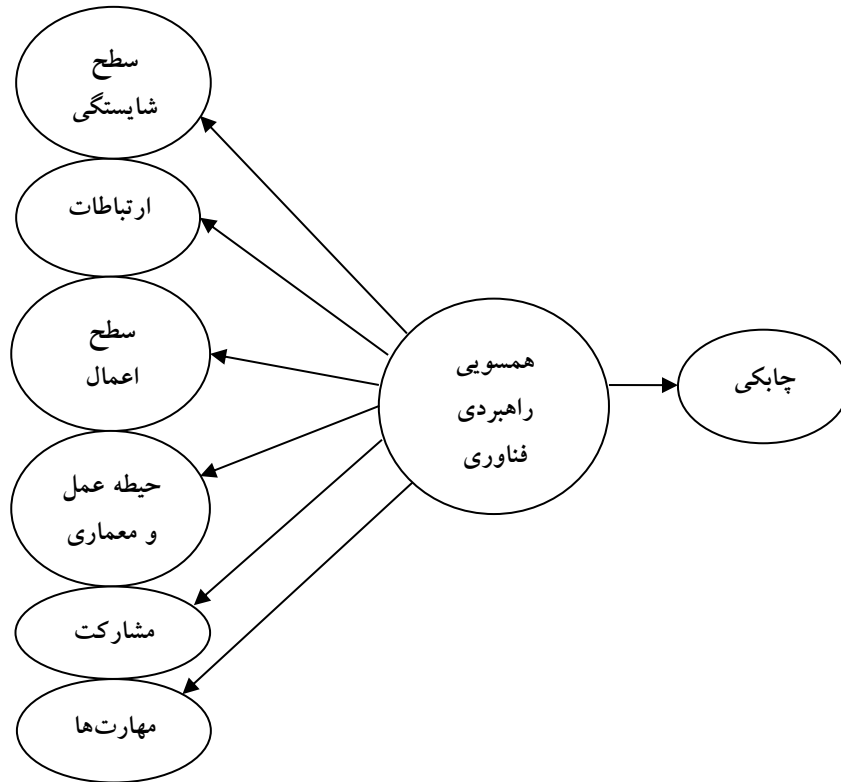 سطح
شایستگی
ارتباطات
سطح
اعمال
حیطه عمل
و معماری
مشارکت
مهارت‌ها
همسویی
راهبردی
فناوری
چابکی